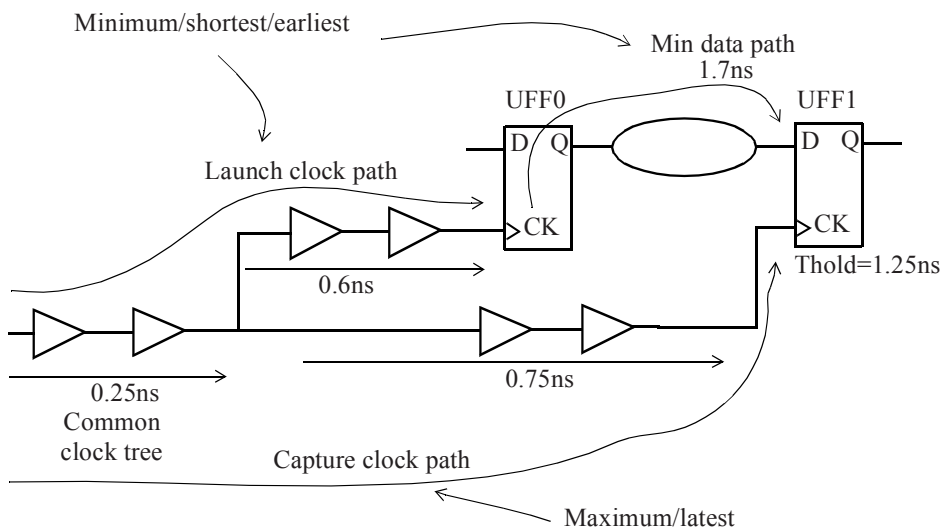 Minimum/shortest/earliest
Min data path
1.7ns
UFF0
UFF1
D Q
D Q
Launch clock path
CK
CK
Thold=1.25ns
0.6ns
0.25ns
0.75ns
Common
clock tree
Capture clock path
Maximum/latest